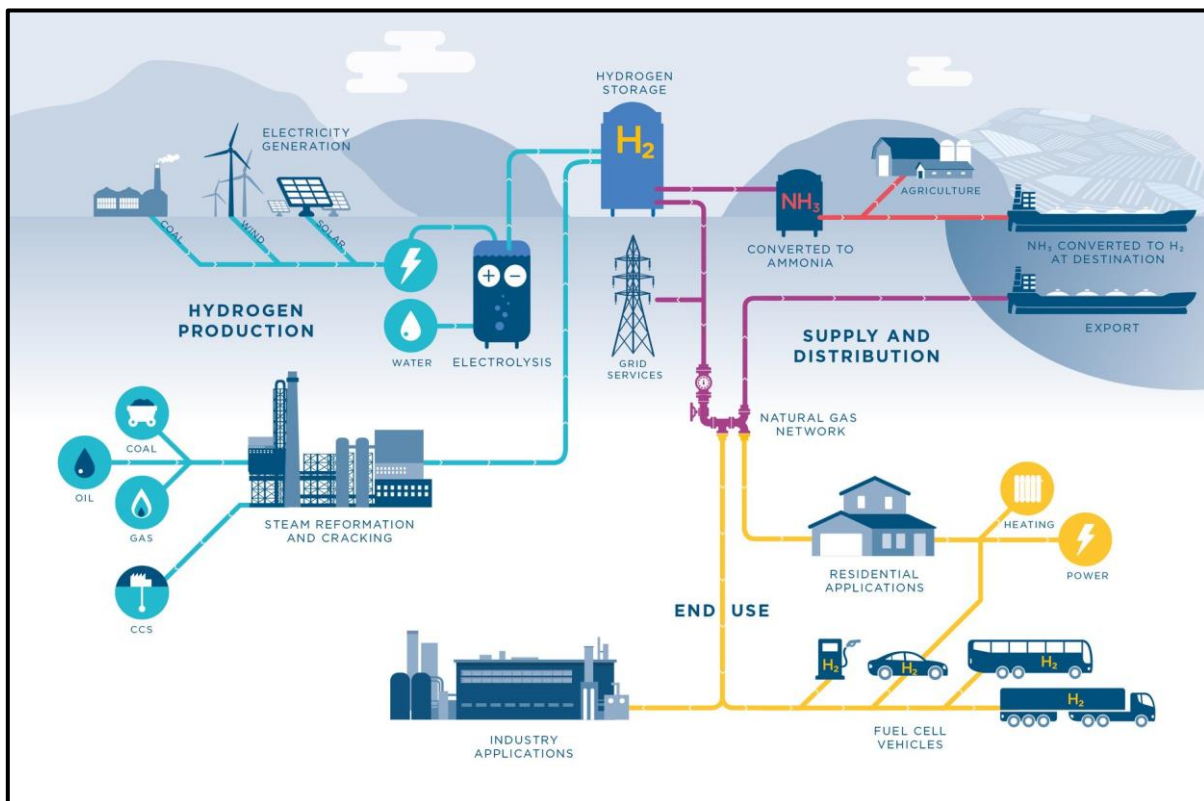 HYDROGEN
STORAGE
H₂
ELECTRICITY
GENERATION
COAL
WIND
SOLAR
HYDROGEN
PRODUCTION
WATER
+ −
ELECTROLYSIS
GRID
SERVICES
NH₃
CONVERTED TO
AMMONIA
AGRICULTURE
NH₃ CONVERTED TO H₂
AT DESTINATION
EXPORT
SUPPLY AND
DISTRIBUTION
NATURAL GAS
NETWORK
COAL
OIL
GAS
CCS
STEAM REFORMATION
AND CRACKING
HEATING
POWER
RESIDENTIAL
APPLICATIONS
END USE
H₂
H₂
H₂
H₂
FUEL CELL
VEHICLES
INDUSTRY
APPLICATIONS